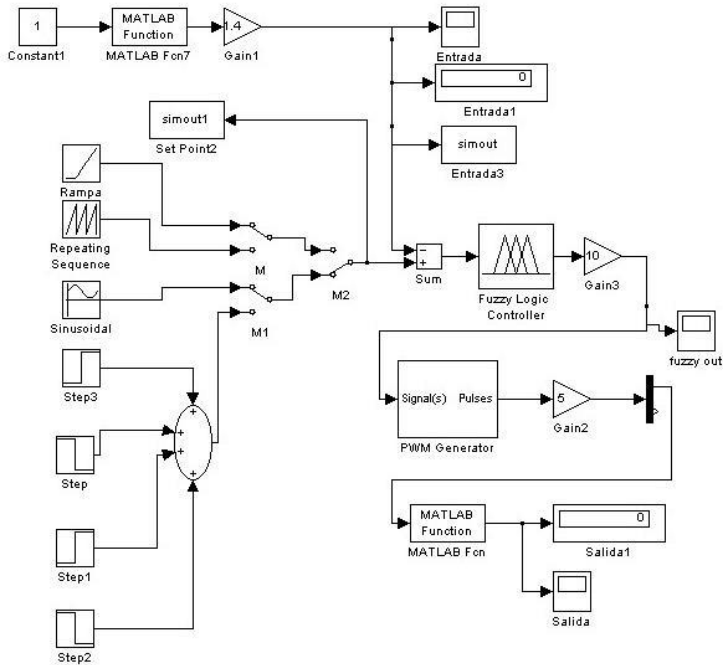 1
Constant1
MATLAB
Function
MATLAB Fcn7
1.4
Gain1
Entrada
0
Entrada1
simout
Entrada3
simout1
Set Point2
Rampa
Repeating
Sequence
M
Sinusoidal
M1
M2
−
+
Sum
Fuzzy Logic
Controller
10
Gain3
fuzzy out
Step3
Step
Step1
Step2
+
+
+
+
Signal(s) Pulses
PWM Generator
5
Gain2
MATLAB
Function
MATLAB Fcn
0
Salida1
Salida